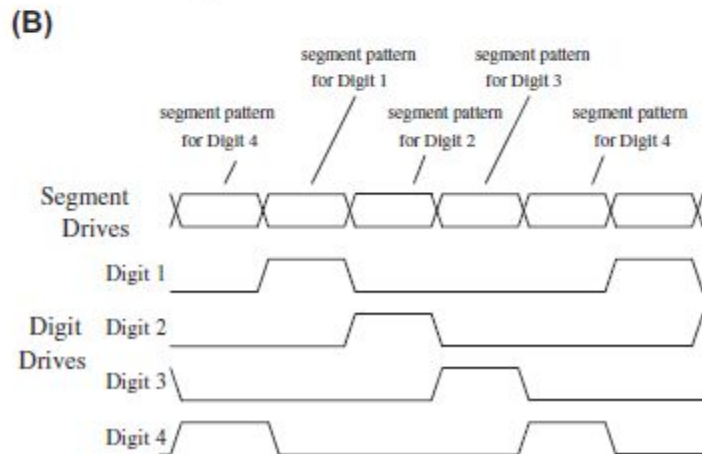 (B)
segment pattern
for Digit 1
segment pattern
for Digit 3
segment pattern
for Digit 4
segment pattern
for Digit 2
segment pattern
for Digit 4
Segment
Drives
Digit 1
Digit 2
Digit
Drives
Digit 3
Digit 4